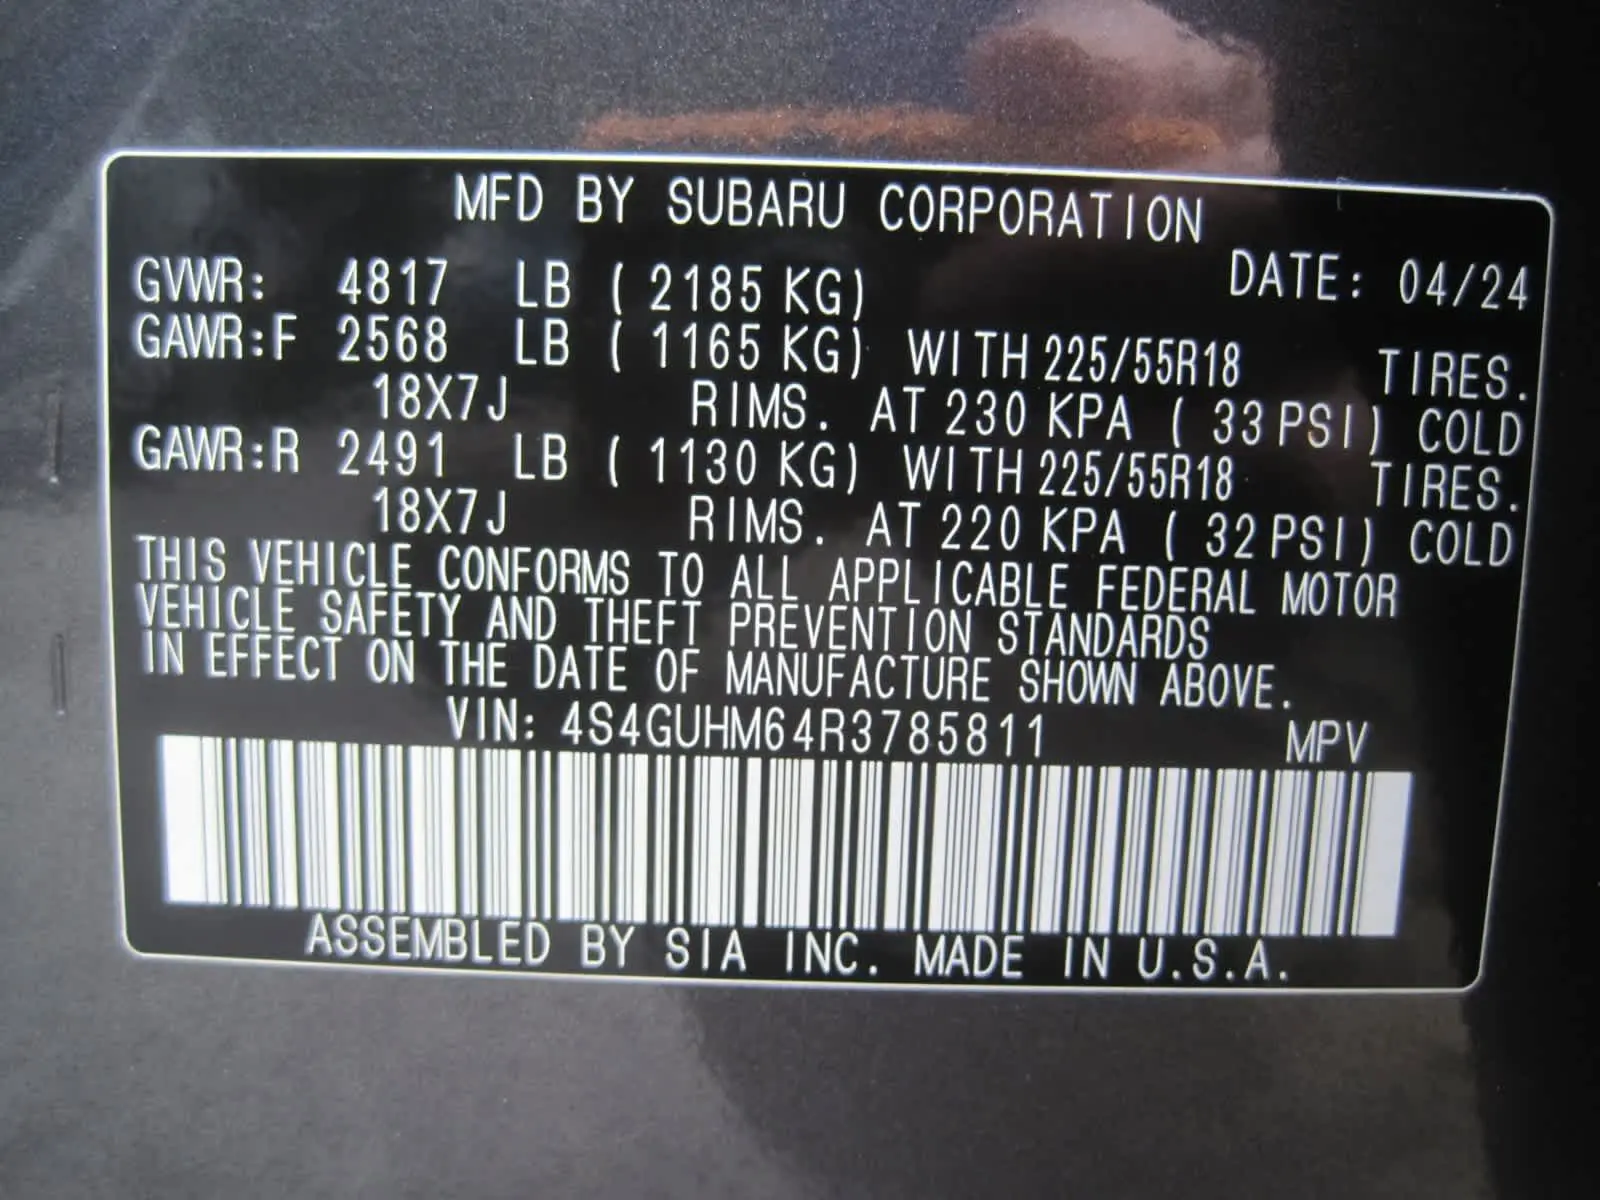 MFD BY SUBARU CORPORATION
DATE: 04/24
GVWR: 4817 LB ( 2185 KG)
GAWR:F 2568 LB ( 1165 KG) WITH 225/55R18 TIRES.
18X7J RIMS. AT 230 KPA ( 33 PSI) COLD
GAWR:R 2491 LB ( 1130 KG) WITH 225/55R18 TIRES.
18X7J RIMS. AT 220 KPA ( 32 PSI) COLD
THIS VEHICLE CONFORMS TO ALL APPLICABLE FEDERAL MOTOR
VEHICLE SAFETY AND THEFT PREVENTION STANDARDS
IN EFFECT ON THE DATE OF MANUFACTURE SHOWN ABOVE.
VIN: 4S4GUHM64R3785811 MPV
ASSEMBLED BY SIA INC. MADE IN U.S.A.